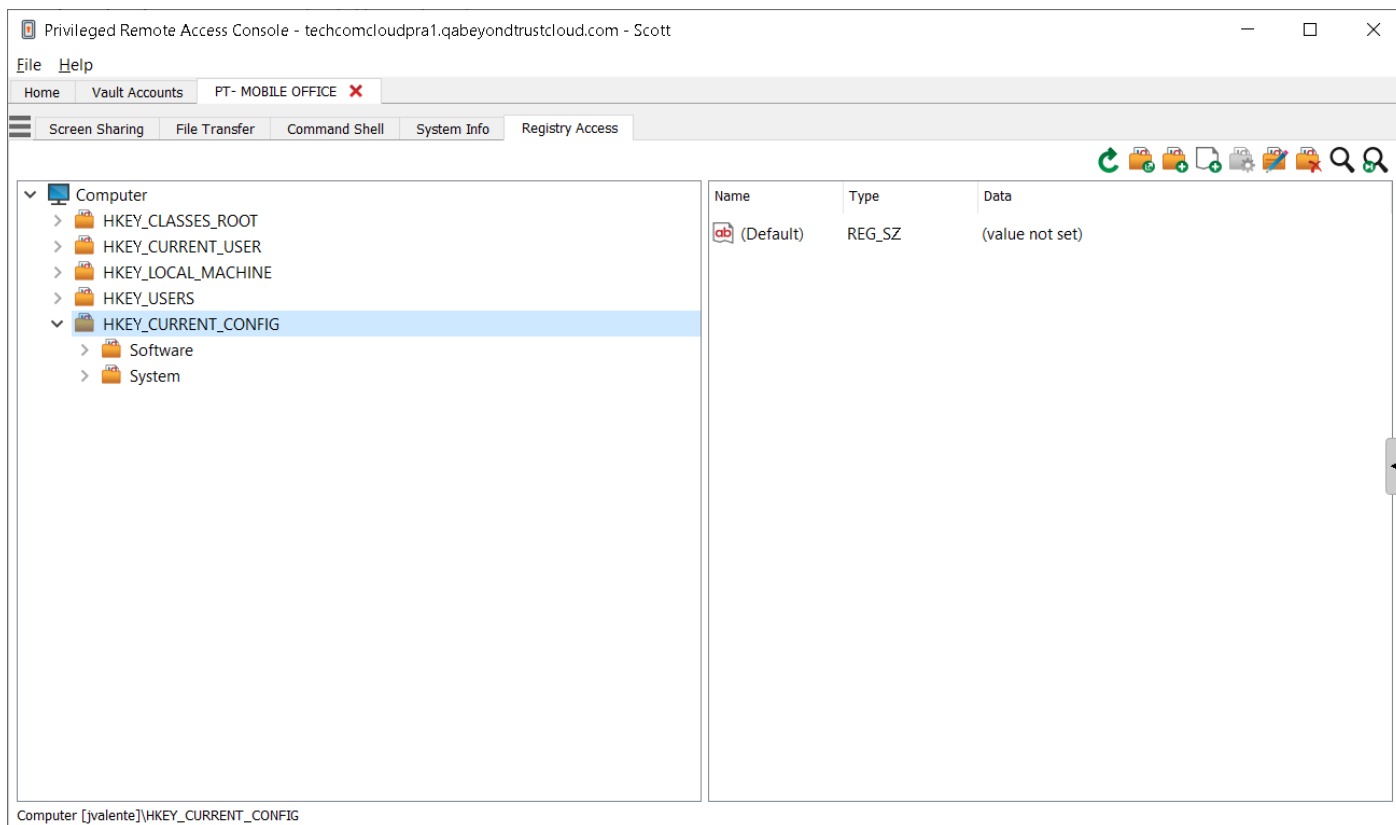 Privileged Remote Access Console - techcomcloudpra1.qabeyondtrustcloud.com - Scott
File Help
Home Vault Accounts PT- MOBILE OFFICE
Screen Sharing File Transfer Command Shell System Info Registry Access
Computer
HKEY_CLASSES_ROOT
HKEY_CURRENT_USER
HKEY_LOCAL_MACHINE
HKEY_USERS
HKEY_CURRENT_CONFIG
Software
System
Name Type Data
ab (Default) REG_SZ (value not set)
Computer [jvalente]\HKEY_CURRENT_CONFIG